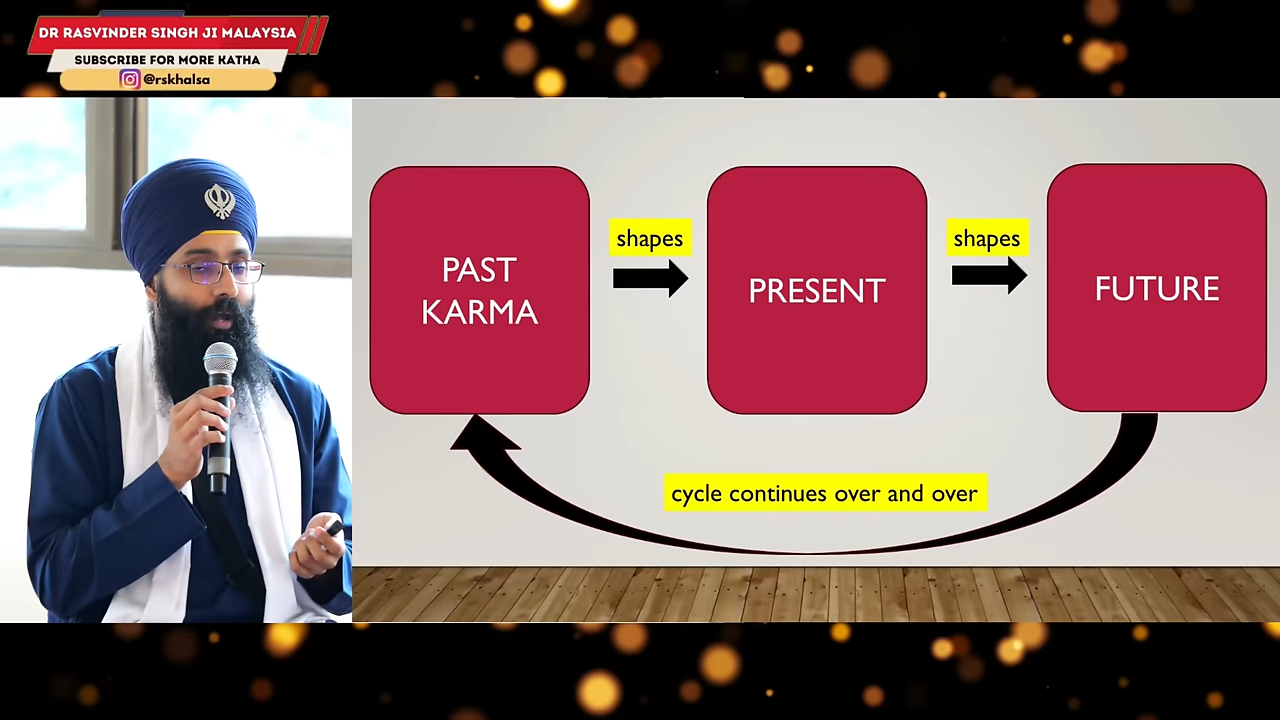 DR RASVINDER SINGH JI MALAYSIA
SUBSCRIBE FOR MORE KATHA
@rskhalsa
PAST
KARMA
shapes
PRESENT
shapes
FUTURE
cycle continues over and over